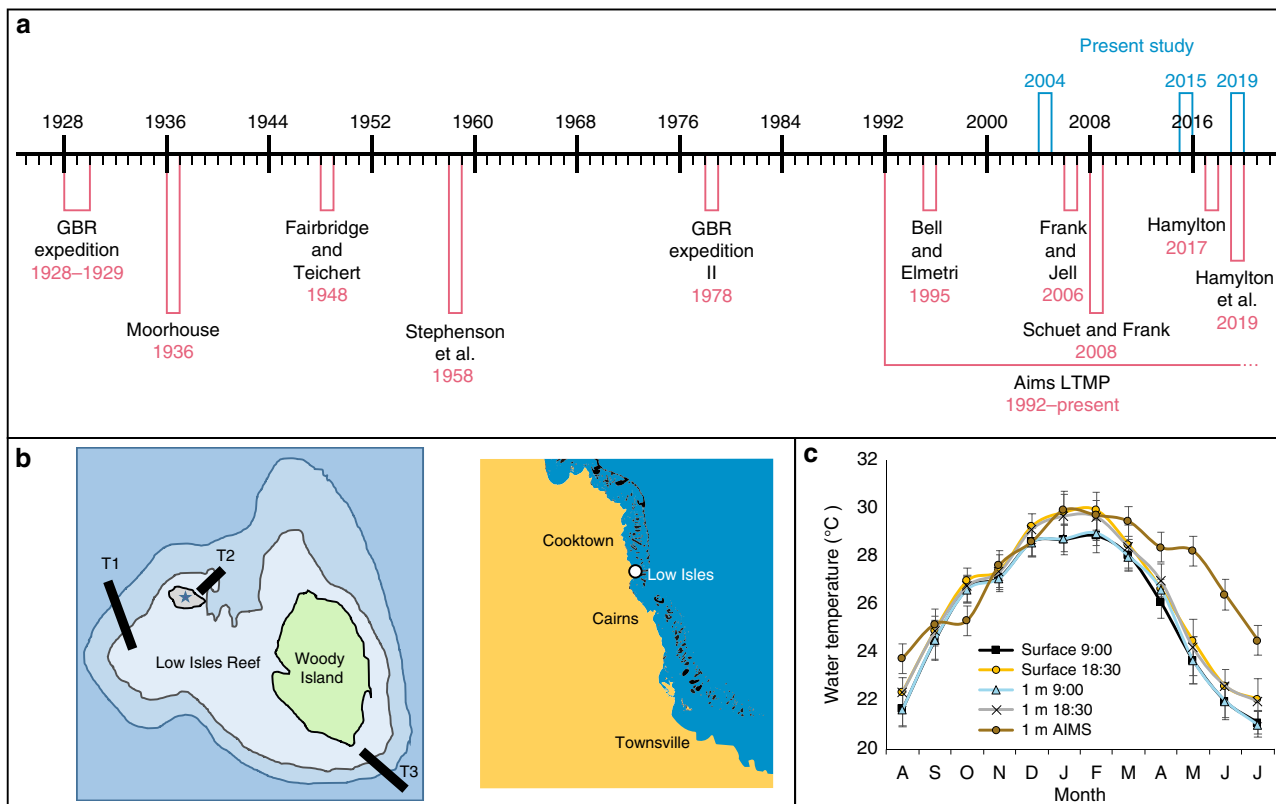 a
Present study
2004
2015
2019
1928
1936
1944
1952
1960
1968
1976
1984
1992
2000
2008
2016
GBR
expedition
1928–1929
Moorhouse
1936
Fairbridge
and
Teichert
1948
Stephenson
et al.
1958
GBR
expedition
II
1978
Bell
and
Elmetri
1995
Frank
and
Jell
2006
Schuet and Frank
2008
Hamylton
2017
Hamylton
et al.
2019
Aims LTMP
1992–present
b
T1
T2
Low Isles Reef
Woody
Island
T3
Cooktown
Low Isles
Cairns
Townsville
c
Water temperature (°C)
32
30
28
26
24
22
20
Surface 9:00
Surface 18:30
1 m 9:00
1 m 18:30
1 m AIMS
A S O N D J F M A M J J
Month